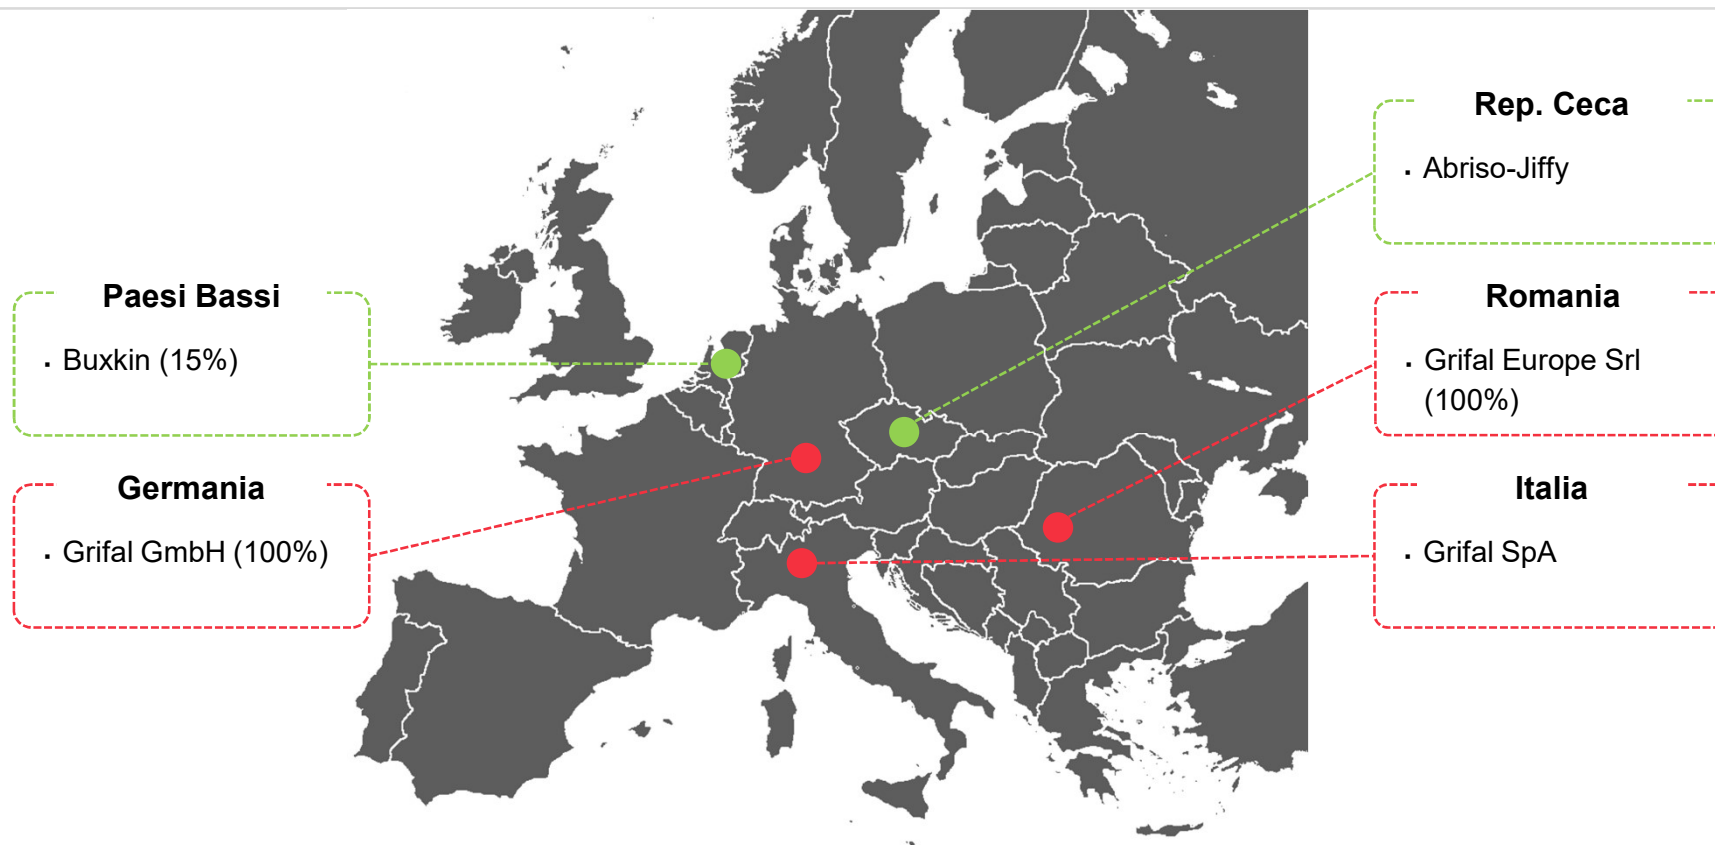 Rep. Ceca
▪ Abriso-Jiffy
Paesi Bassi
▪ Buxkin (15%)
Romania
▪ Grifal Europe Srl
(100%)
Germania
▪ Grifal GmbH (100%)
Italia
▪ Grifal SpA